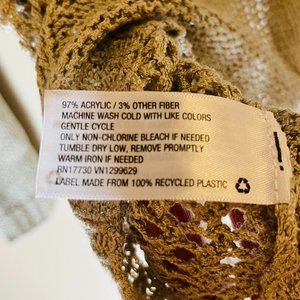 97% ACRYLIC / 3% OTHER FIBER
MACHINE WASH COLD WITH LIKE COLORS
GENTLE CYCLE
ONLY NON-CHLORINE BLEACH IF NEEDED
TUMBLE DRY LOW, REMOVE PROMPTLY
WARM IRON IF NEEDED
RN17730 VN1299629
LABEL MADE FROM 100% RECYCLED PLASTIC